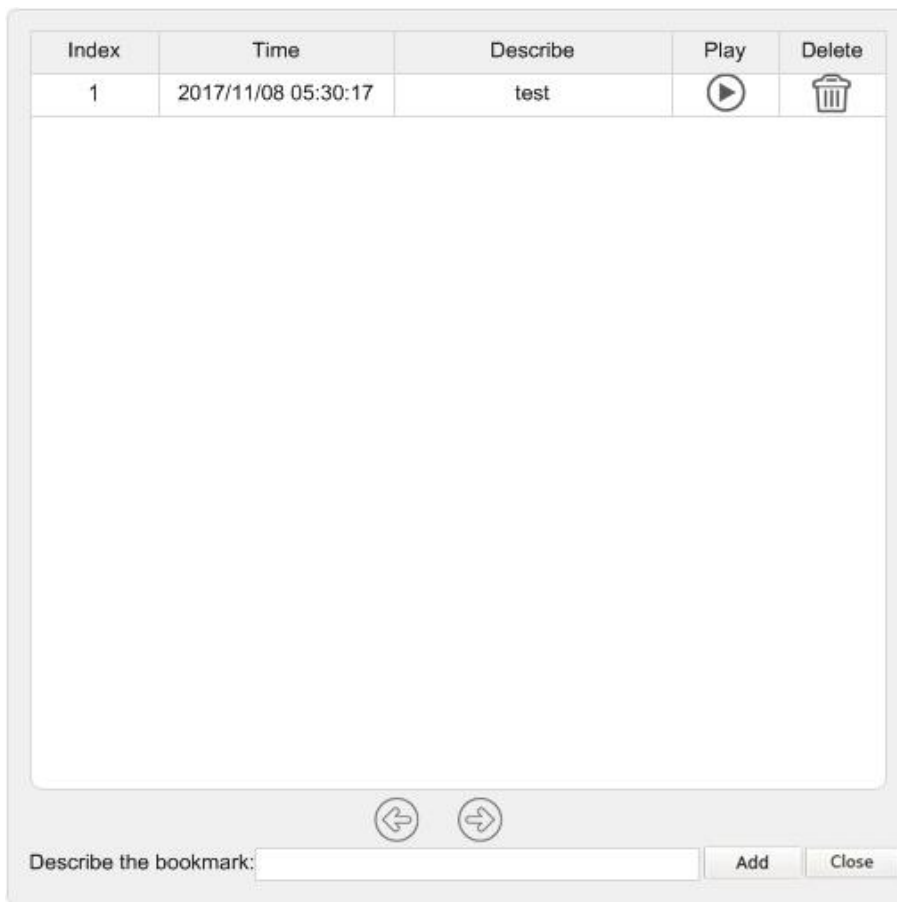 Index Time Describe Play Delete
1 2017/11/08 05:30:17 test
Describe the bookmark: Add Close